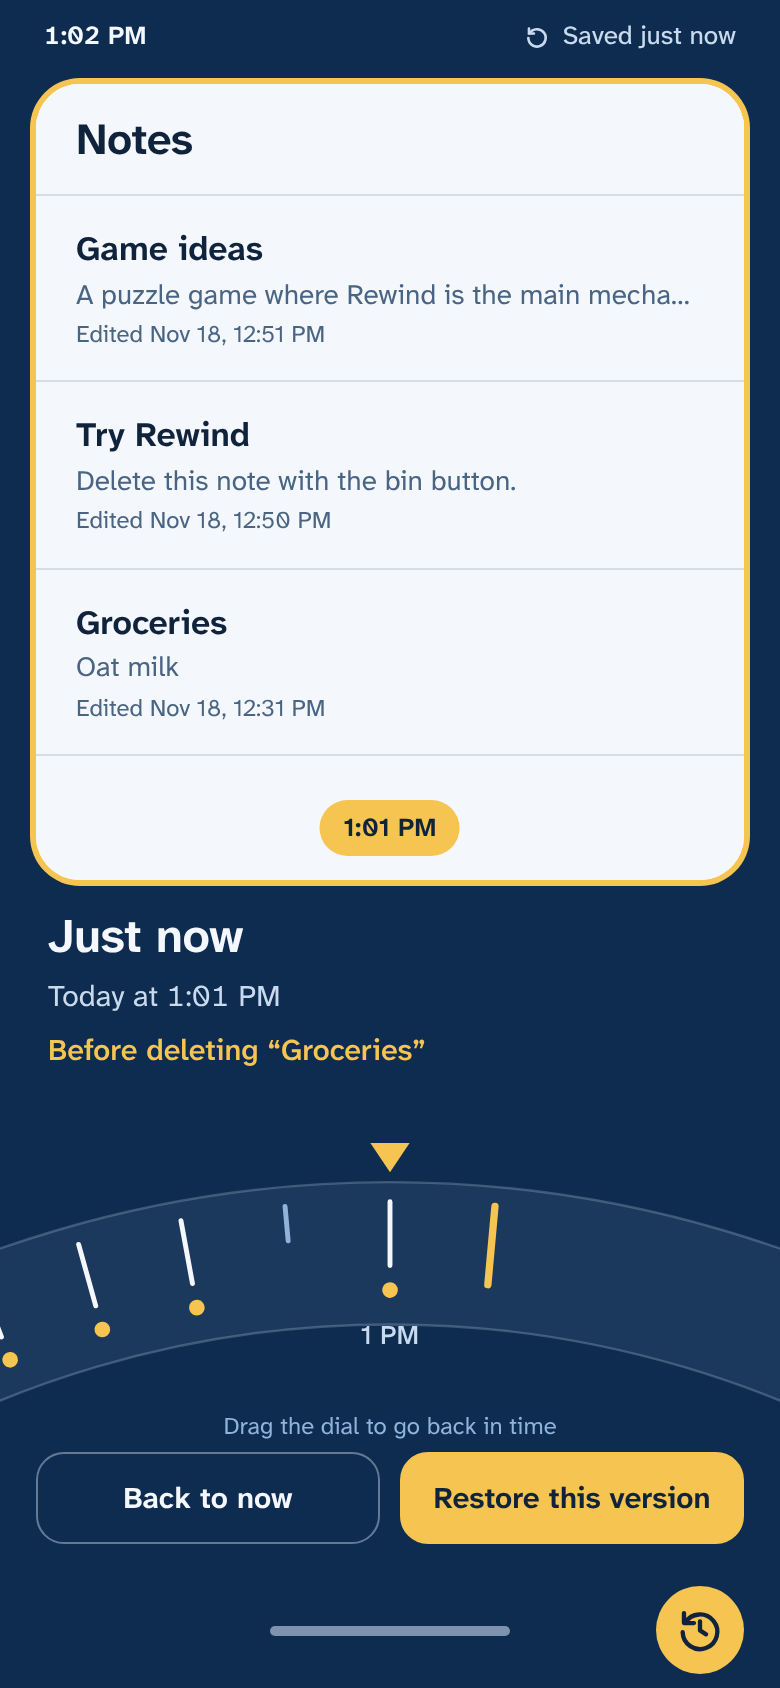 1:02 PM
Saved just now
Notes
Game ideas
A puzzle game where Rewind is the main mecha...
Edited Nov 18, 12:51 PM
Try Rewind
Delete this note with the bin button.
Edited Nov 18, 12:50 PM
Groceries
Oat milk
Edited Nov 18, 12:31 PM
1:01 PM
Just now
Today at 1:01 PM
Before deleting “Groceries”
1 PM
Drag the dial to go back in time
Back to now
Restore this version